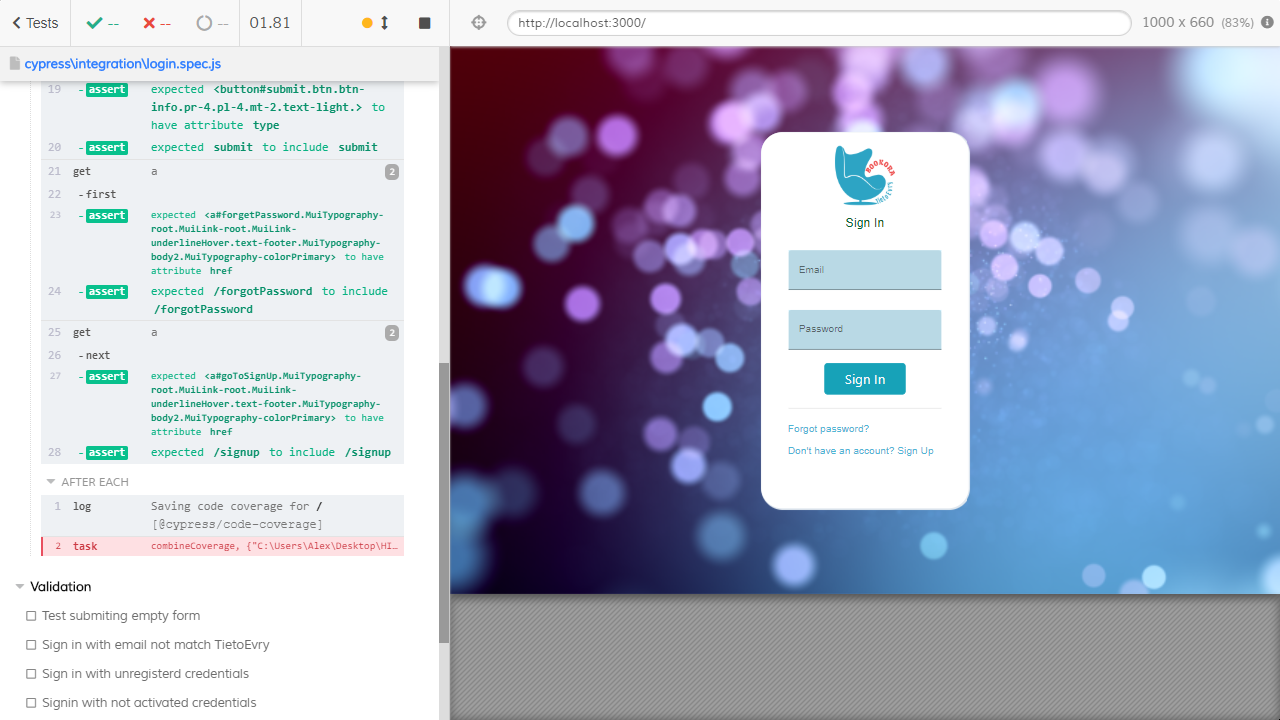 Tests
--
--
--
01.81
http://localhost:3000/
1000 x 660 (83%)
cypress\integration\login.spec.js
19 -assert expected <button#submit.btn.btn-
info.pr-4.pl-4.mt-2.text-light.> to
have attribute type
20 -assert expected submit to include submit
21 get a 2
22 -first
23 -assert expected <a#forgetPassword.MuiTypography-
root.MuiLink-root.MuiLink-
underlineHover.text-footer.MuiTypography-
body2.MuiTypography-colorPrimary> to have
attribute href
24 -assert expected /forgotPassword to include
/forgotPassword
25 get a 2
26 -next
27 -assert expected <a#goToSignUp.MuiTypography-
root.MuiLink-root.MuiLink-
underlineHover.text-footer.MuiTypography-
body2.MuiTypography-colorPrimary> to have
attribute href
28 -assert expected /signup to include /signup
AFTER EACH
1 log Saving code coverage for /
[@cypress/code-coverage]
2 task combineCoverage, {"C:\Users\Alex\Desktop\HI…
Validation
Test submiting empty form
Sign in with email not match TietoEvry
Sign in with unregisterd credentials
Signin with not activated credentials
BOOKORA
TietoEvry
Sign In
Email
Password
Sign In
Forgot password?
Don't have an account? Sign Up